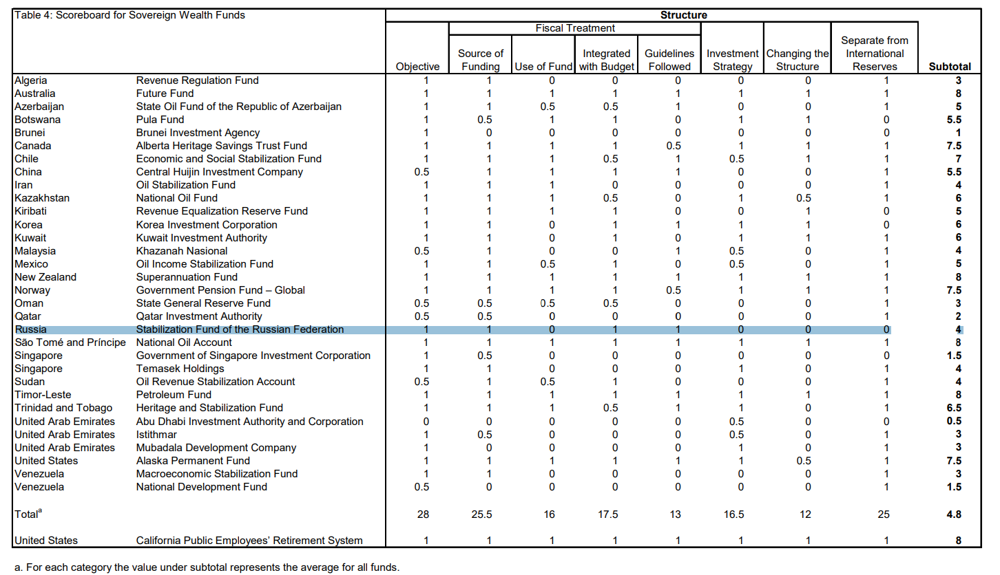 Table 4: Scoreboard for Sovereign Wealth Funds Structure
Fiscal Treatment
Objective Source of Funding Use of Fund Integrated with Budget Guidelines Followed Investment Strategy Changing the Structure Separate from International Reserves Subtotal
Algeria Revenue Regulation Fund 1 1 0 0 0 0 0 1 3
Australia Future Fund 1 1 1 1 1 1 1 1 8
Azerbaijan State Oil Fund of the Republic of Azerbaijan 1 1 0.5 0.5 1 0 0 1 5
Botswana Pula Fund 1 0.5 1 1 0 1 1 0 5.5
Brunei Brunei Investment Agency 1 0 0 0 0 0 0 0 1
Canada Alberta Heritage Savings Trust Fund 1 1 1 1 0.5 1 1 1 7.5
Chile Economic and Social Stabilization Fund 1 1 1 0.5 1 0.5 1 1 7
China Central Huijin Investment Company 0.5 1 1 1 1 0 0 1 5.5
Iran Oil Stabilization Fund 1 1 1 0 0 0 0 1 4
Kazakhstan National Oil Fund 1 1 1 0.5 0 1 0.5 1 6
Kiribati Revenue Equalization Reserve Fund 1 1 1 1 0 0 1 0 5
Korea Korea Investment Corporation 1 1 0 1 1 1 1 0 6
Kuwait Kuwait Investment Authority 1 1 0 1 1 1 0 1 6
Malaysia Khazanah Nasional 0.5 1 0 0 1 0.5 0 1 4
Mexico Oil Income Stabilization Fund 1 1 0.5 1 0 0.5 0 1 5
New Zealand Superannuation Fund 1 1 1 1 1 1 1 1 8
Norway Government Pension Fund – Global 1 1 1 1 0.5 1 1 1 7.5
Oman State General Reserve Fund 0.5 0.5 0.5 0.5 0 0 0 1 3
Qatar Qatar Investment Authority 0.5 0.5 0 0 0 0 0 1 2
Russia Stabilization Fund of the Russian Federation 1 1 0 1 1 0 0 0 4
São Tomé and Príncipe National Oil Account 1 1 1 1 1 1 1 1 8
Singapore Government of Singapore Investment Corporation 1 0.5 0 0 0 0 0 0 1.5
Singapore Temasek Holdings 1 1 0 0 0 1 0 1 4
Sudan Oil Revenue Stabilization Account 0.5 1 0.5 1 0 0 0 1 4
Timor-Leste Petroleum Fund 1 1 1 1 1 1 1 1 8
Trinidad and Tobago Heritage and Stabilization Fund 1 1 1 0.5 1 1 0 1 6.5
United Arab Emirates Abu Dhabi Investment Authority and Corporation 0 0 0 0 0 0.5 0 0 0.5
United Arab Emirates Istithmar 1 0.5 0 0 0 0.5 0 1 3
United Arab Emirates Mubadala Development Company 1 0 0 0 0 1 0 1 3
United States Alaska Permanent Fund 1 1 1 1 1 1 0.5 1 7.5
Venezuela Macroeconomic Stabilization Fund 1 1 0 0 0 0 0 1 3
Venezuela National Development Fund 0.5 0 0 0 0 0 0 1 1.5
Total a 28 25.5 16 17.5 13 16.5 12 25 4.8
United States California Public Employees’ Retirement System 1 1 1 1 1 1 1 1 8
a. For each category the value under subtotal represents the average for all funds.